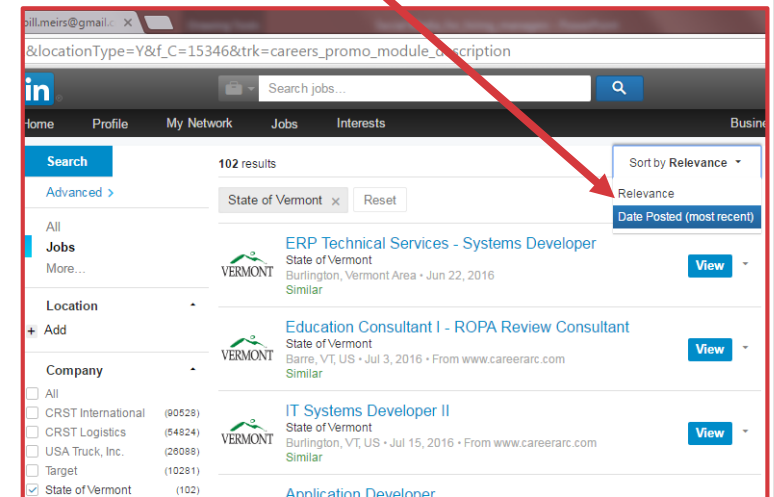 bill.meirs@gmail.c ×
&locationType=Y&f_C=15346&trk=careers_promo_module_description
in
Search jobs...
Home Profile My Network Jobs Interests Busine
Search
Advanced >
All
Jobs
More...
Location
+ Add
Company
All
CRST International (90528)
CRST Logistics (54824)
USA Truck, Inc. (26088)
Target (10281)
State of Vermont (102)
102 results
Sort by Relevance
Relevance
Date Posted (most recent)
State of Vermont × Reset
VERMONT
ERP Technical Services - Systems Developer
State of Vermont
Burlington, Vermont Area • Jun 22, 2016
Similar
View
VERMONT
Education Consultant I - ROPA Review Consultant
State of Vermont
Barre, VT, US • Jul 3, 2016 • From www.careerarc.com
Similar
View
VERMONT
IT Systems Developer II
State of Vermont
Burlington, VT, US • Jul 15, 2016 • From www.careerarc.com
Similar
View
Application Developer